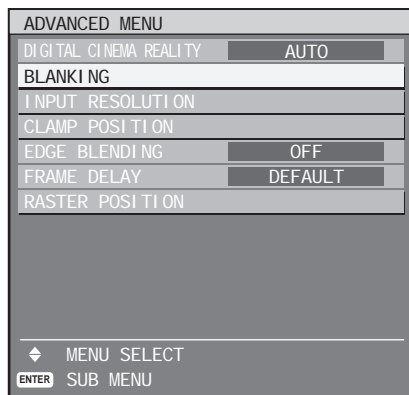 ADVANCED MENU
DIGITAL CINEMA REALITY AUTO
BLANKING
INPUT RESOLUTION
CLAMP POSITION
EDGE BLENDING OFF
FRAME DELAY DEFAULT
RASTER POSITION
MENU SELECT
ENTER SUB MENU